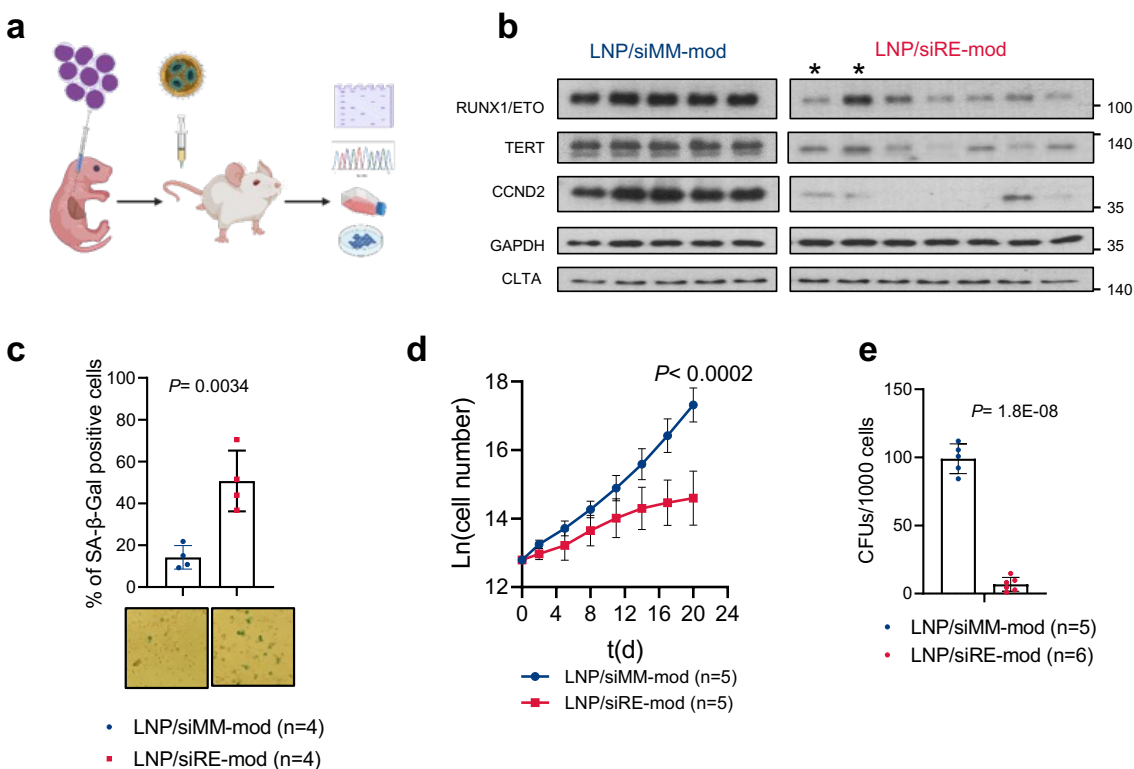 a
b
LNP/siMM-mod
LNP/siRE-mod
* *
RUNX1/ETO
100
TERT
140
CCND2
35
GAPDH
35
CLTA
140
c
% of SA-β-Gal positive cells
P= 0.0034
100
80
60
40
20
0
LNP/siMM-mod (n=4)
LNP/siRE-mod (n=4)
d
Ln(cell number)
P< 0.0002
18
16
14
12
0 4 8 12 16 20 24
t(d)
LNP/siMM-mod (n=5)
LNP/siRE-mod (n=5)
e
CFUs/1000 cells
P= 1.8E-08
150
100
50
0
LNP/siMM-mod (n=5)
LNP/siRE-mod (n=6)